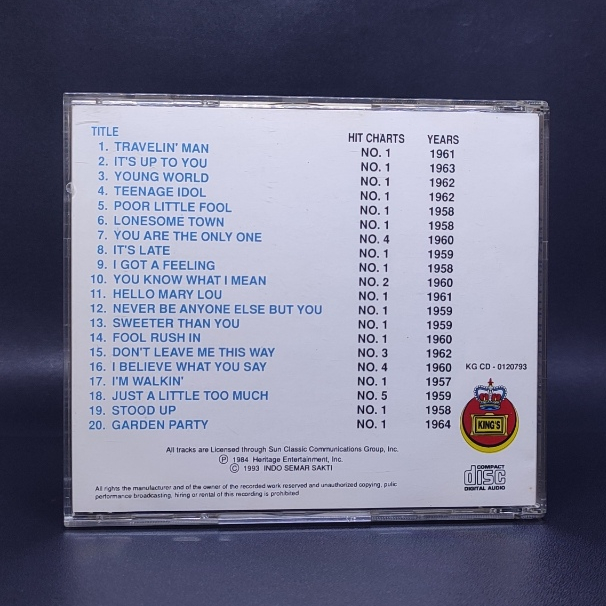 TITLE HIT CHARTS YEARS
1. TRAVELIN' MAN NO. 1 1961
2. IT'S UP TO YOU NO. 1 1963
3. YOUNG WORLD NO. 1 1962
4. TEENAGE IDOL NO. 1 1962
5. POOR LITTLE FOOL NO. 1 1958
6. LONESOME TOWN NO. 1 1958
7. YOU ARE THE ONLY ONE NO. 4 1960
8. IT'S LATE NO. 1 1959
9. I GOT A FEELING NO. 1 1958
10. YOU KNOW WHAT I MEAN NO. 2 1960
11. HELLO MARY LOU NO. 1 1961
12. NEVER BE ANYONE ELSE BUT YOU NO. 1 1959
13. SWEETER THAN YOU NO. 1 1959
14. FOOL RUSH IN NO. 1 1960
15. DON'T LEAVE ME THIS WAY NO. 3 1962
16. I BELIEVE WHAT YOU SAY NO. 4 1960
17. I'M WALKIN' NO. 1 1957
18. JUST A LITTLE TOO MUCH NO. 5 1959
19. STOOD UP NO. 1 1958
20. GARDEN PARTY NO. 1 1964
KG CD - 0120793
KING'S
All tracks are Licensed through Sun Classic Communications Group, Inc.
Ⓟ 1984 Heritage Entertainment, Inc.
© 1993 INDO SEMAR SAKTI
COMPACT
disc
DIGITAL AUDIO
All rights the manufacturer and of the owner of the recorded work reserved and unauthorized copying, pulic
performance broadcasting, hiring or rental of this recording is prohibited